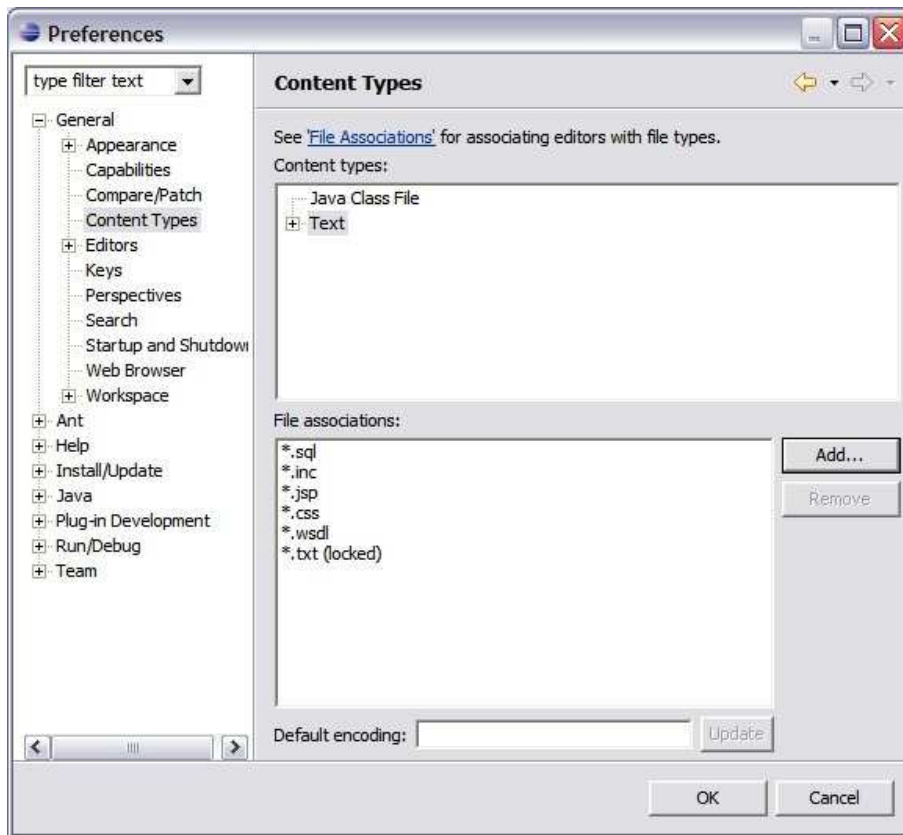 Preferences
type filter text
General
Appearance
Capabilities
Compare/Patch
Content Types
Editors
Keys
Perspectives
Search
Startup and Shutdow
Web Browser
Workspace
Ant
Help
Install/Update
Java
Plug-in Development
Run/Debug
Team
Content Types
See 'File Associations' for associating editors with file types.
Content types:
Java Class File
Text
File associations:
*.sql
*.inc
*.jsp
*.css
*.wsdl
*.txt (locked)
Add...
Remove
Default encoding:
Update
OK
Cancel